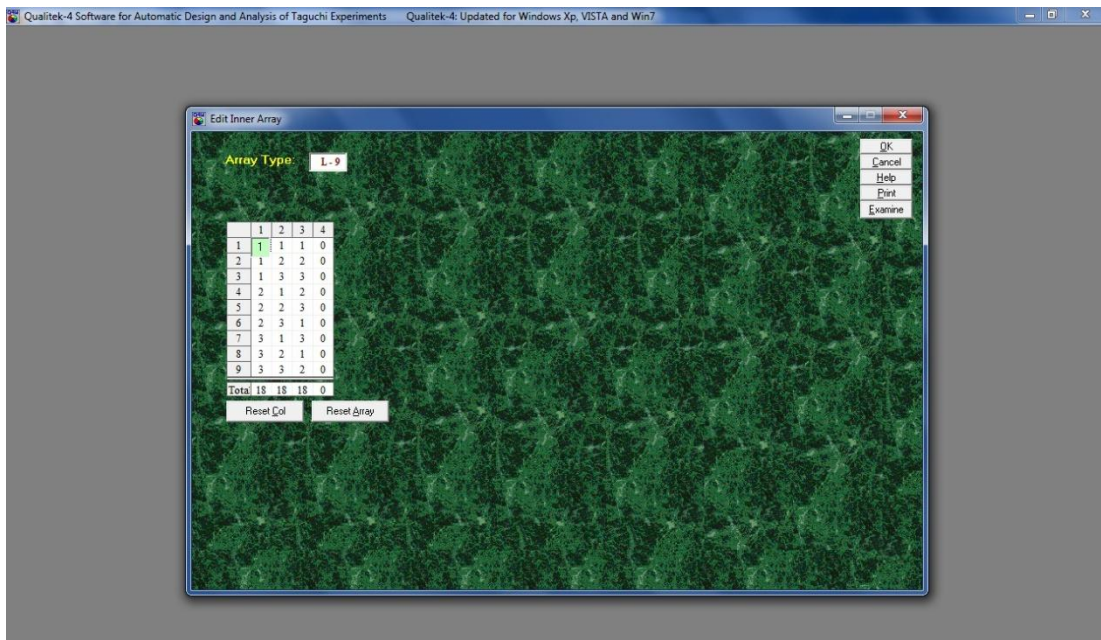 Qualitek-4 Software for Automatic Design and Analysis of Taguchi Experiments Qualitek-4: Updated for Windows Xp, VISTA and Win7
Edit Inner Array
Array Type: L-9
OK
Cancel
Help
Print
Examine
1 2 3 4
1 1 1 1 0
2 1 2 2 0
3 1 3 3 0
4 2 1 2 0
5 2 2 3 0
6 2 3 1 0
7 3 1 3 0
8 3 2 1 0
9 3 3 2 0
Tota 18 18 18 0
Reset Col Reset Array